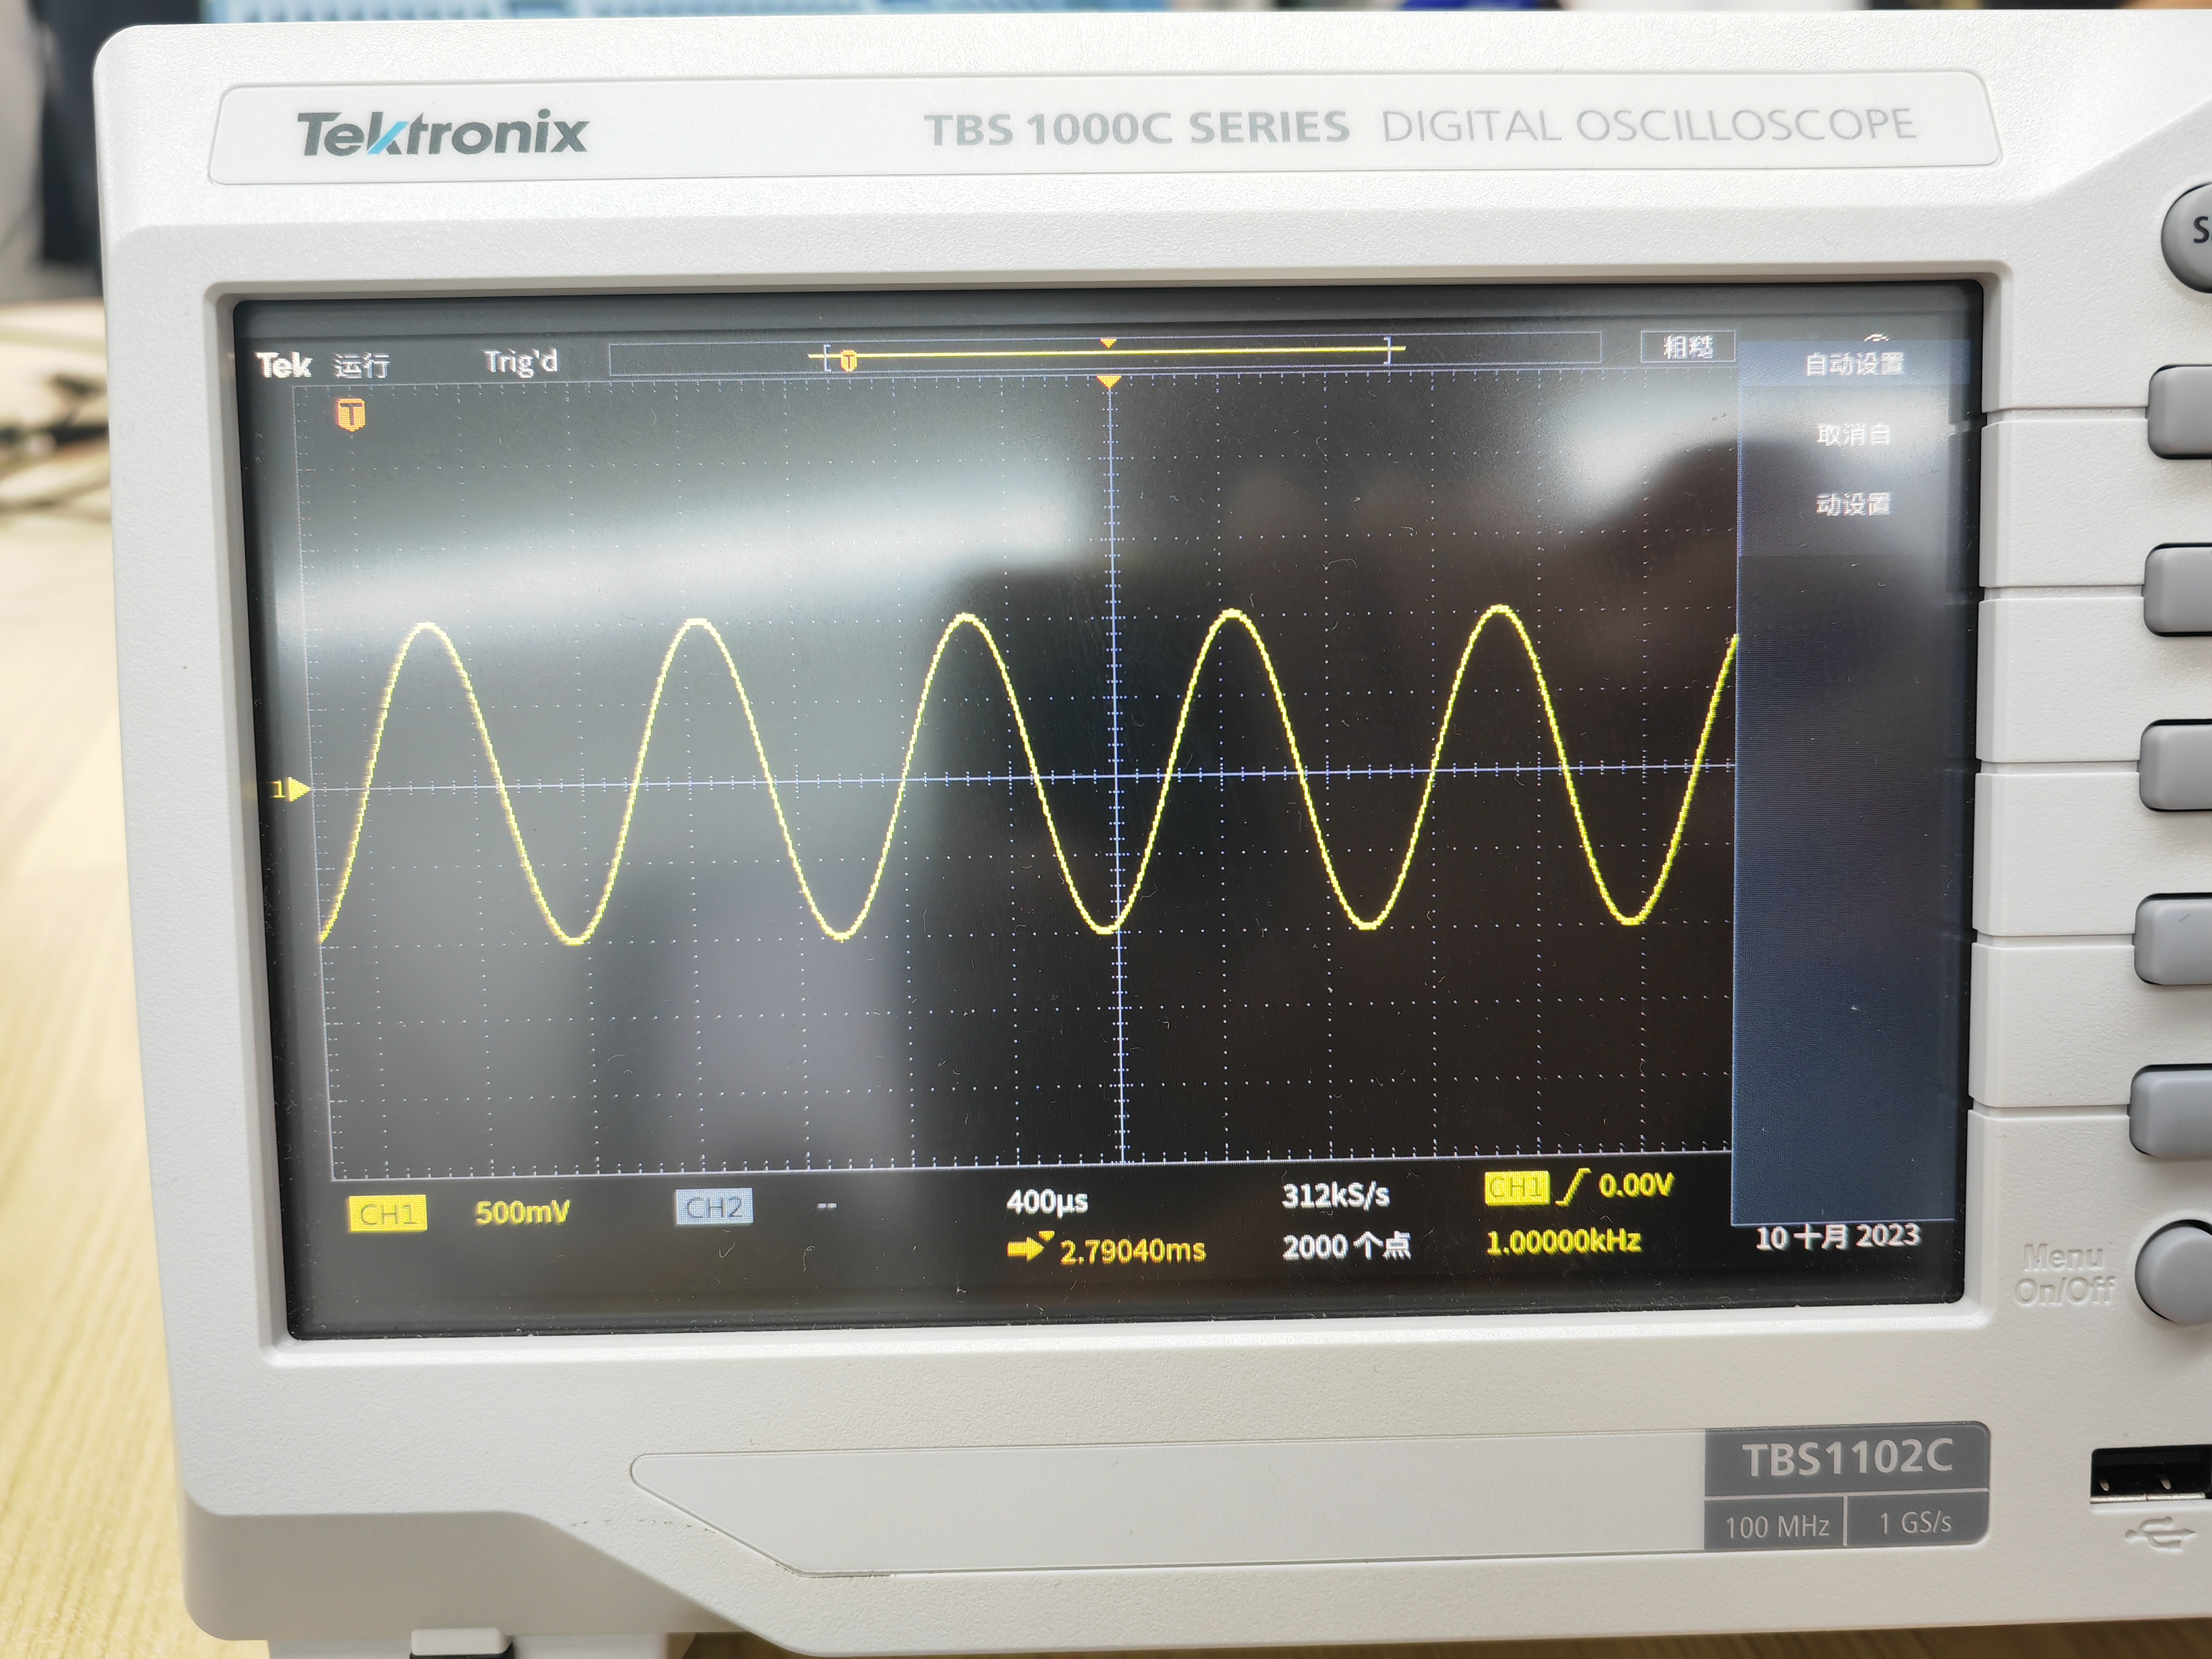 Tektronix
TBS 1000C SERIES DIGITAL OSCILLOSCOPE
Tek 运行 Trig'd
粗糙
T
T
自动设置
取消自
动设置
1
CH1 500mV CH2 -- 400µs 312kS/s CH1 0.00V
2.79040ms 2000 个点 1.00000kHz
10 十月 2023
Menu
On/Off
TBS1102C
100 MHz 1 GS/s